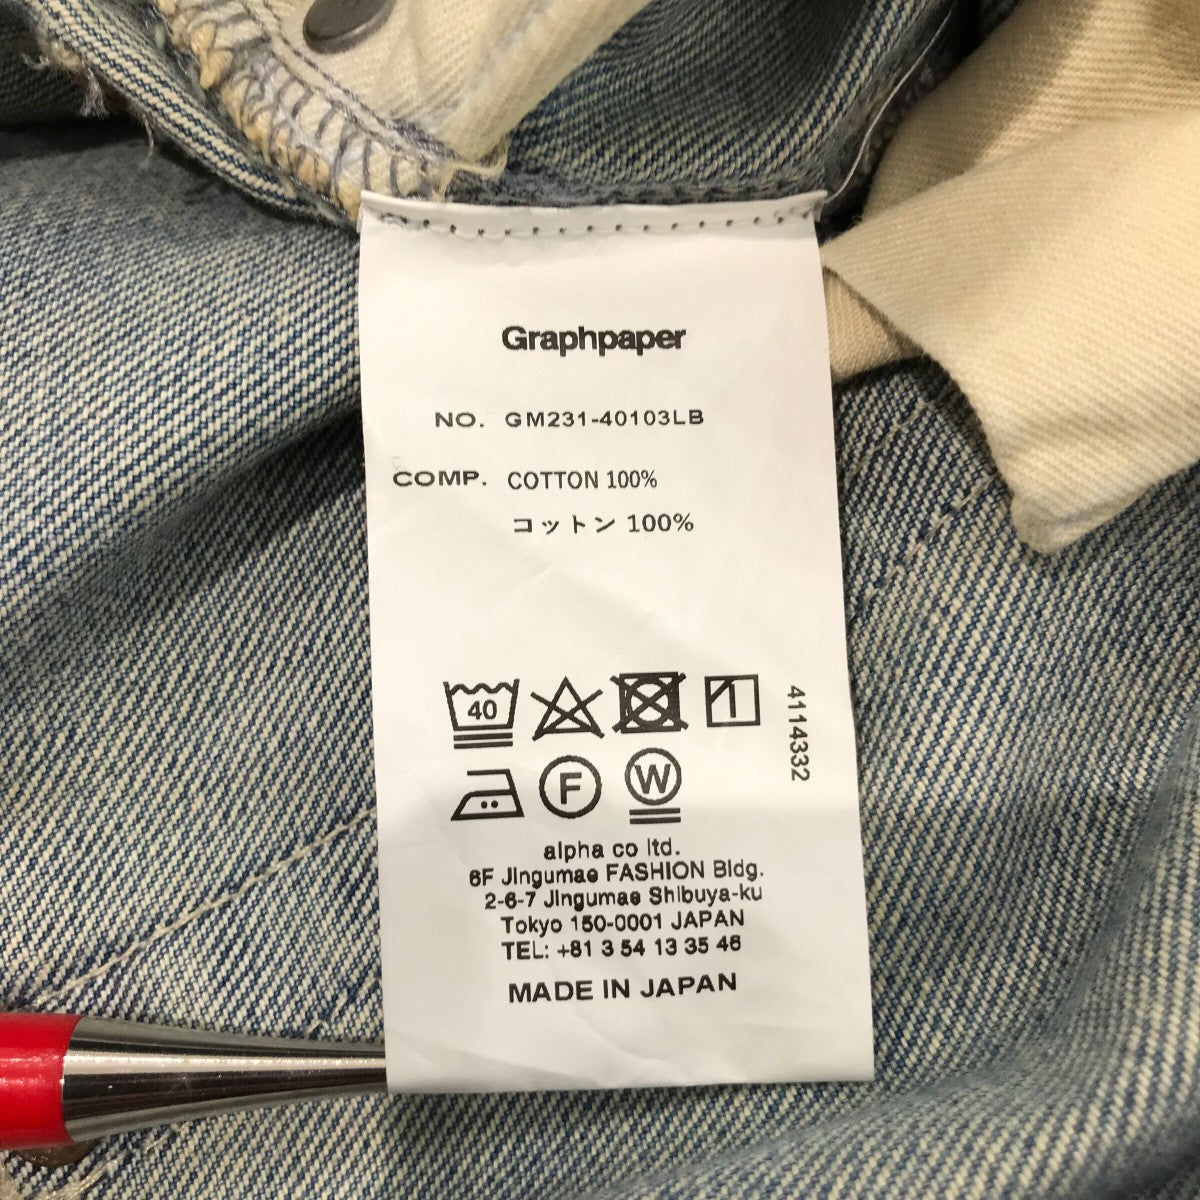 Graphpaper
NO. GM231-40103LB
COMP. COTTON 100%
コットン 100%
40
4114332
F
W
alpha co ltd.
6F Jingumae FASHION Bldg.
2-6-7 Jingumae Shibuya-ku
Tokyo 150-0001 JAPAN
TEL: +81 3 54 13 35 46
MADE IN JAPAN